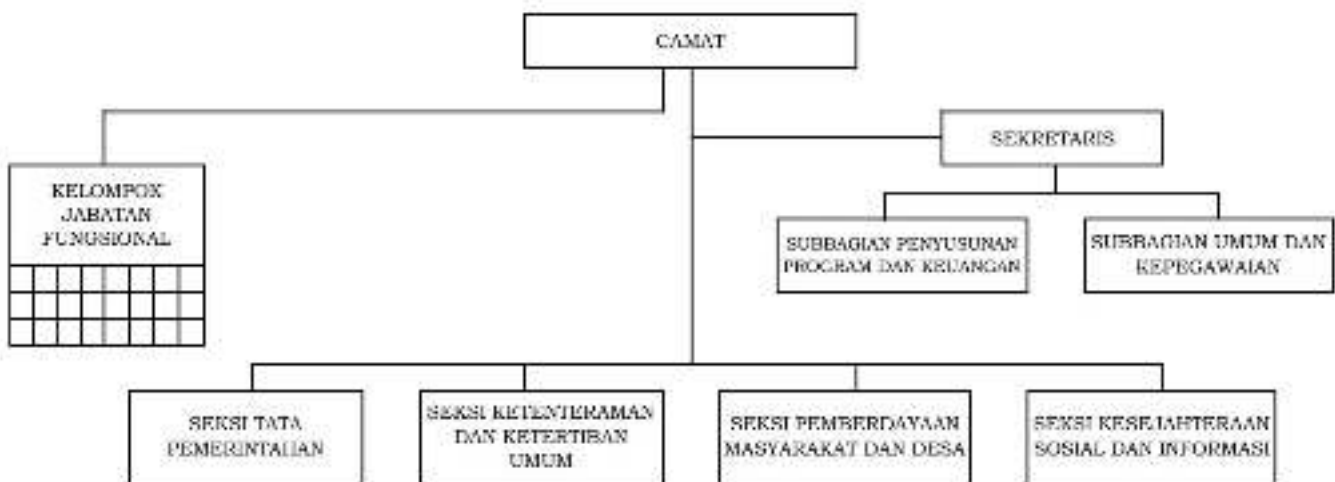 CAMAT
SEKRETARIS
KELOMPOK
JABATAN
FUNGSIONAL
SUBBAGIAN PENYUSUNAN
PROGRAM DAN KEUANGAN
SUBBAGIAN UMUM DAN
KEPEGAWAIAN
SEKSI TATA
PEMERINTAHAN
SEKSI KETENTERAMAN
DAN KETERTIBAN
UMUM
SEKSI PEMBERDAYAAN
MASYARAKAT DAN DESA
SEKSI KESEJAHTERAAN
SOSIAL DAN INFORMASI